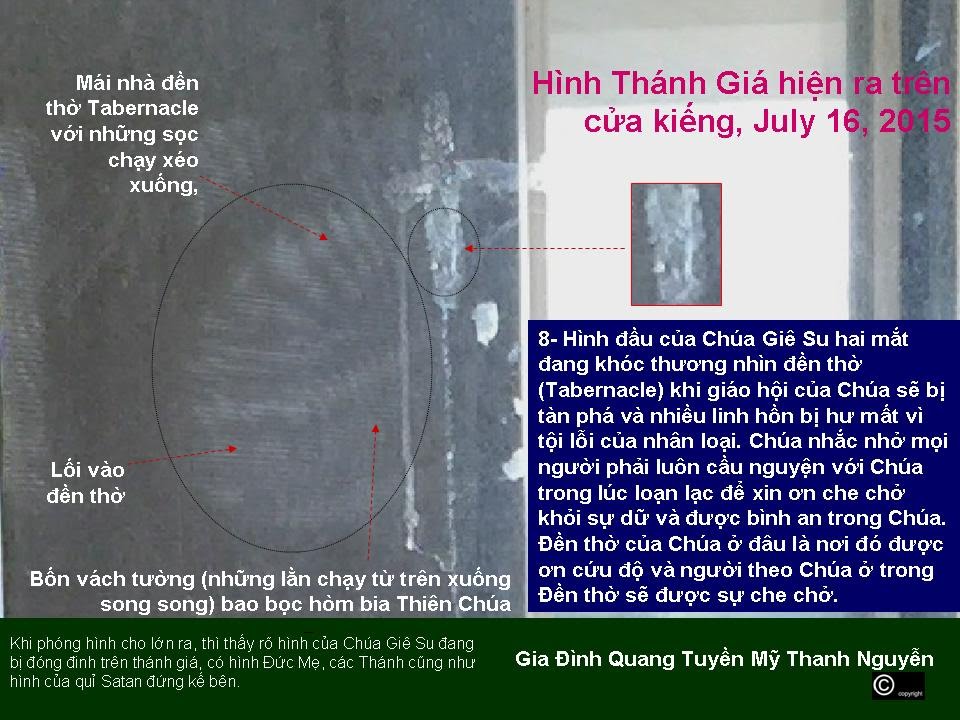 Mái nhà đền
thờ Tabernacle
với những sọc
chạy xéo
xuống,
Hình Thánh Giá hiện ra trên
cửa kiếng, July 16, 2015
8- Hình đầu của Chúa Giê Su hai mắt
đang khóc thương nhìn đền thờ
(Tabernacle) khi giáo hội của Chúa sẽ bị
tàn phá và nhiều linh hồn bị hư mất vì
tội lỗi của nhân loại. Chúa nhắc nhở mọi
người phải luôn cầu nguyện với Chúa
trong lúc loạn lạc để xin ơn che chở
khỏi sự dữ và được bình an trong Chúa.
Đền thờ của Chúa ở đâu là nơi đó được
ơn cứu độ và người theo Chúa ở trong
Đền thờ sẽ được sự che chở.
Lối vào
đền thờ
Bốn vách tường (những lằn chạy từ trên xuống
song song) bao bọc hòm bia Thiên Chúa
Khi phóng hình cho lớn ra, thì thấy rõ hình của Chúa Giê Su đang
bị đóng đinh trên thánh giá, có hình Đức Mẹ, các Thánh cũng như
hình của quỉ Satan đứng kế bên.
Gia Đình Quang Tuyền Mỹ Thanh Nguyễn
© copyright